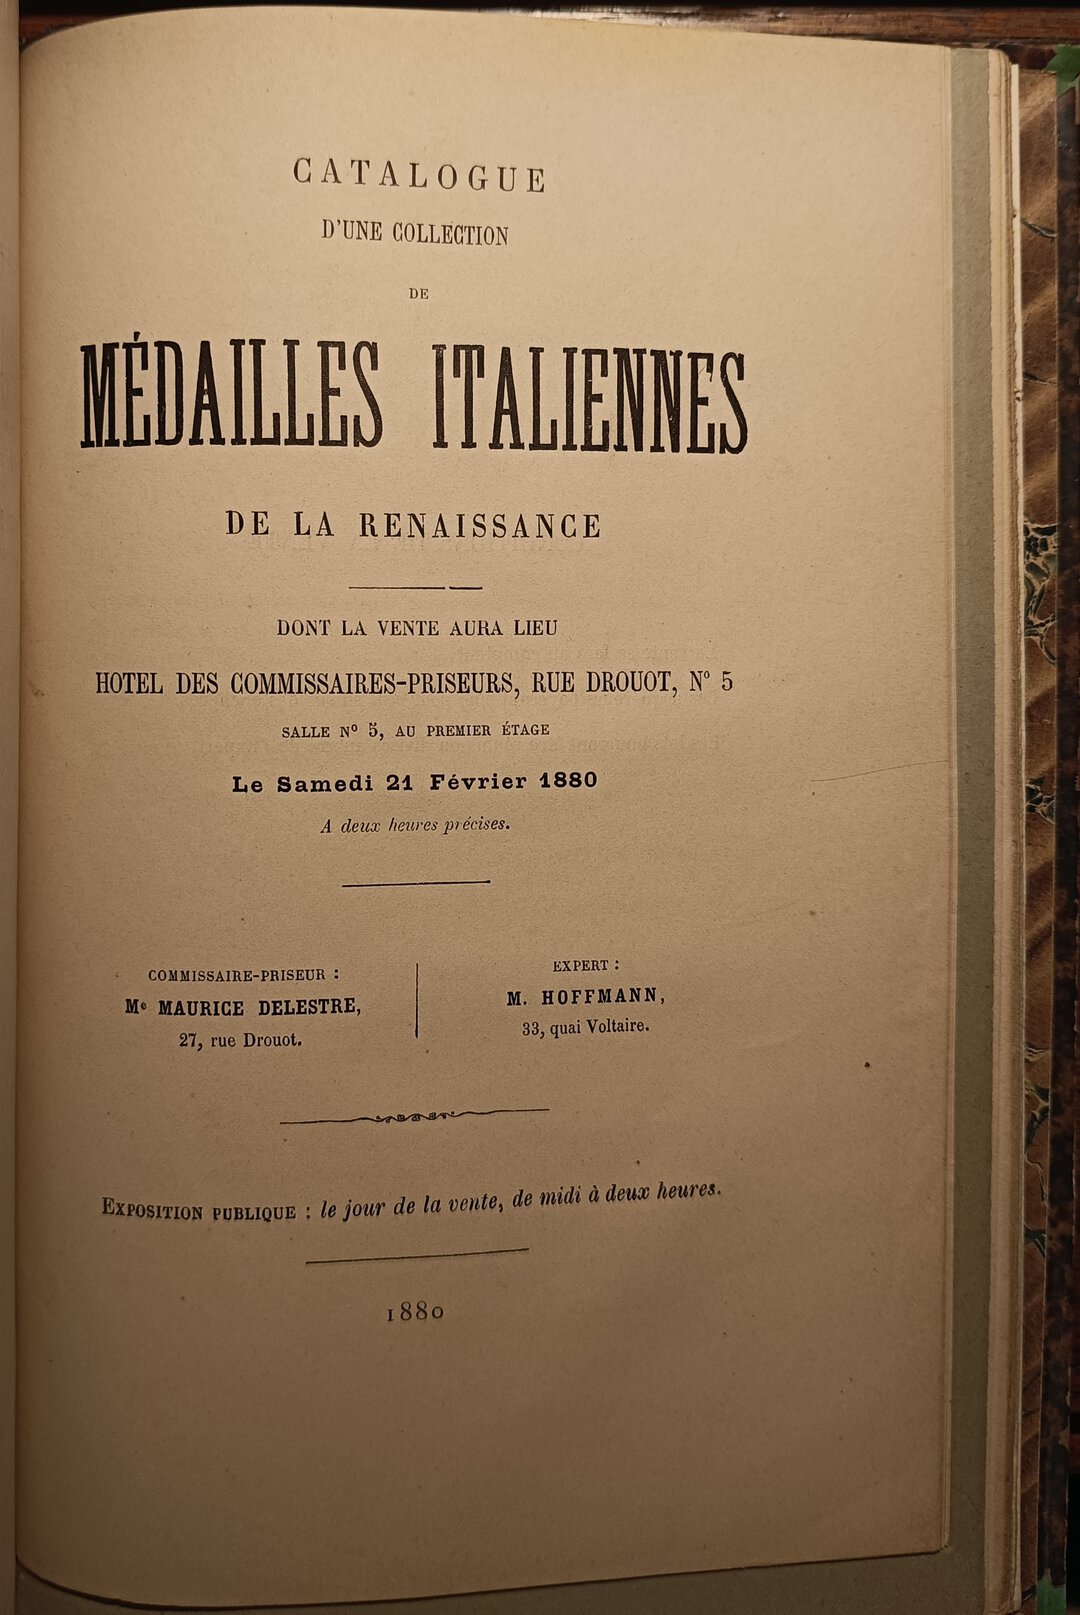 CATALOGUE
D'UNE COLLECTION
DE
MÉDAILLES ITALIENNES
DE LA RENAISSANCE
DONT LA VENTE AURA LIEU
HOTEL DES COMMISSAIRES-PRISEURS, RUE DROUOT, Nº 5
SALLE Nº 5, AU PREMIER ÉTAGE
Le Samedi 21 Février 1880
A deux heures précises.
COMMISSAIRE-PRISEUR :
Mᵉ MAURICE DELESTRE,
27, rue Drouot.
EXPERT :
M. HOFFMANN,
33, quai Voltaire.
EXPOSITION PUBLIQUE : le jour de la vente, de midi à deux heures.
1880